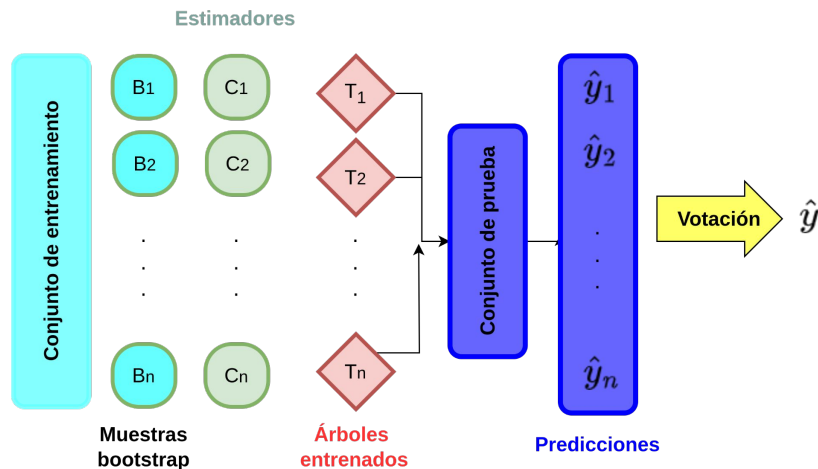 Estimadores
Conjunto de entrenamiento
B1
C1
T1
B2
C2
T2
Bn
Cn
Tn
Conjunto de prueba
ŷ1
ŷ2
ŷn
Votación
ŷ
Muestras
bootstrap
Árboles
entrenados
Predicciones